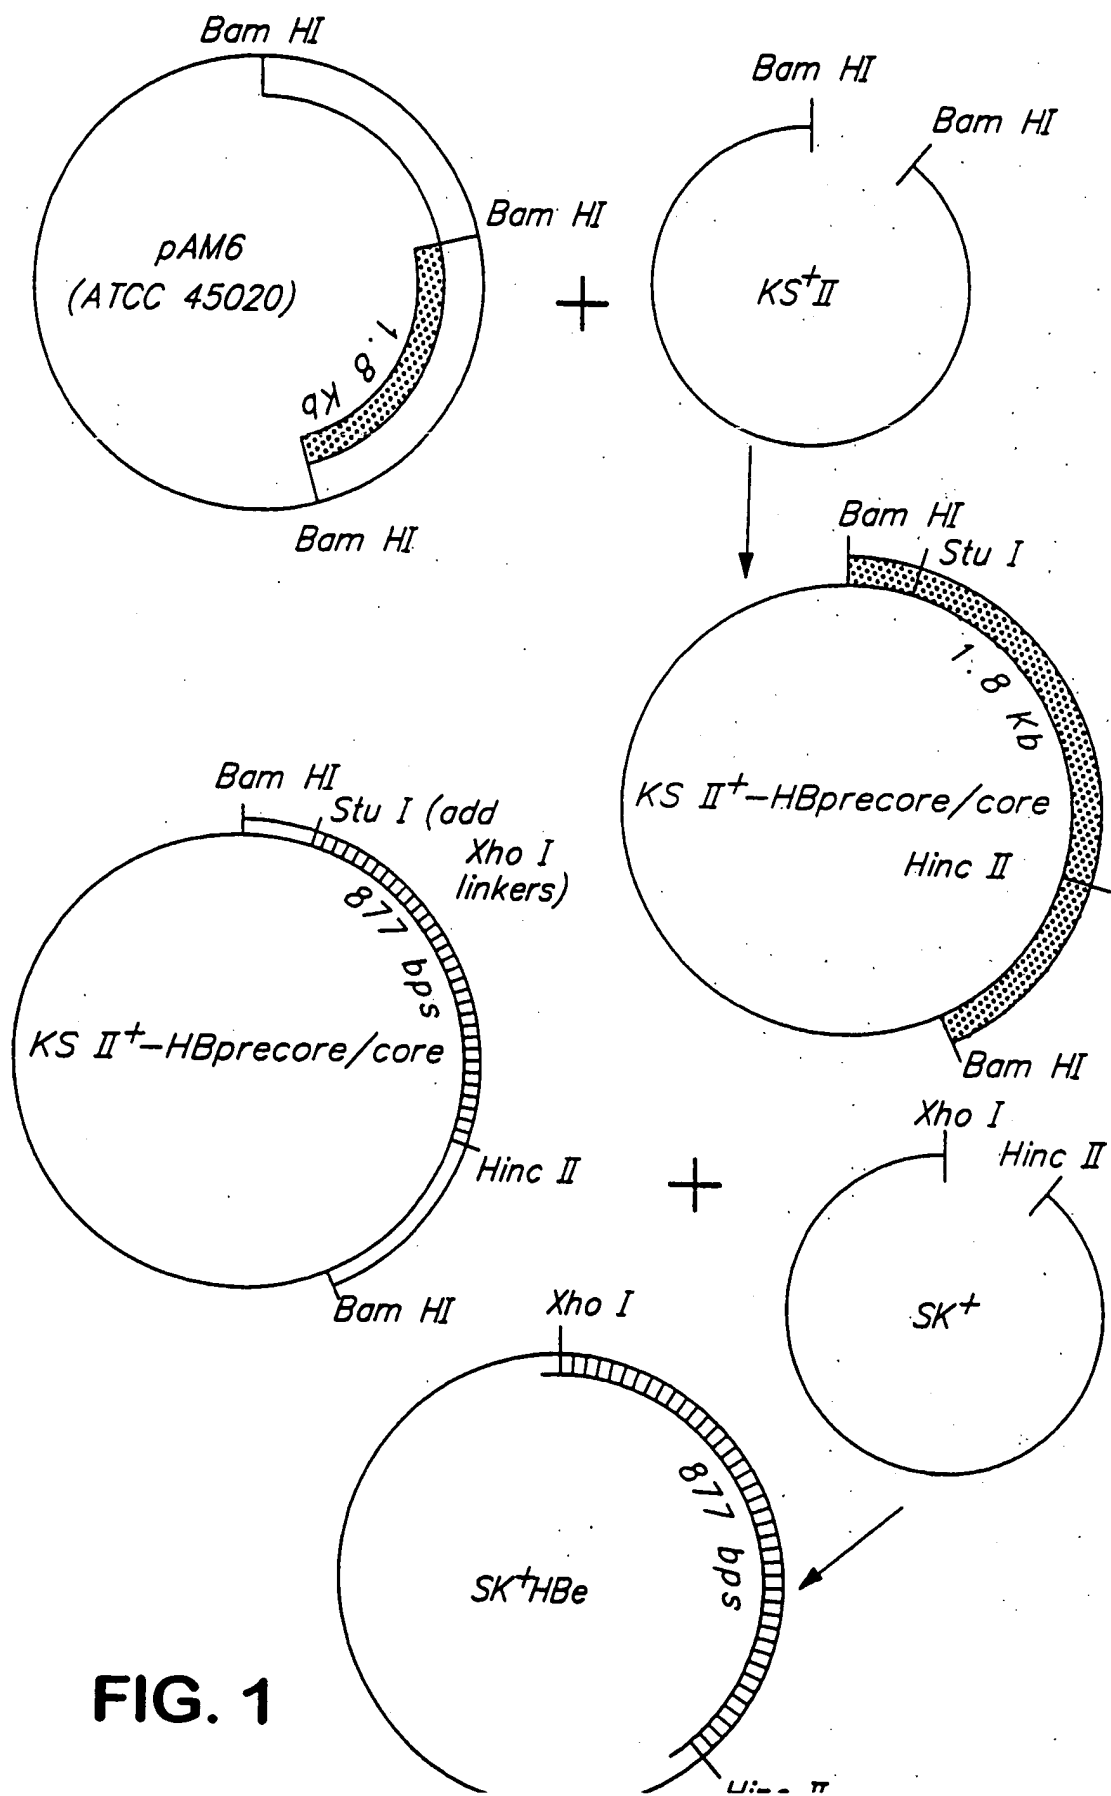 Bam HI
Bam HI
Bam HI
Bam HI
pAM6
(ATCC 45020)
KS+II
1.8 Kb
Bam HI
Bam HI
Stu I
1.8 Kb
Bam HI
Stu I (add
Xho I
linkers)
KS II+-HBprecore/core
Hinc II
877 bps
KS II+-HBprecore/core
Bam HI
Xho I
Hinc II
Hinc II
Bam HI
Xho I
SK+
877 bps
SK+HBe
FIG. 1
Hinc II